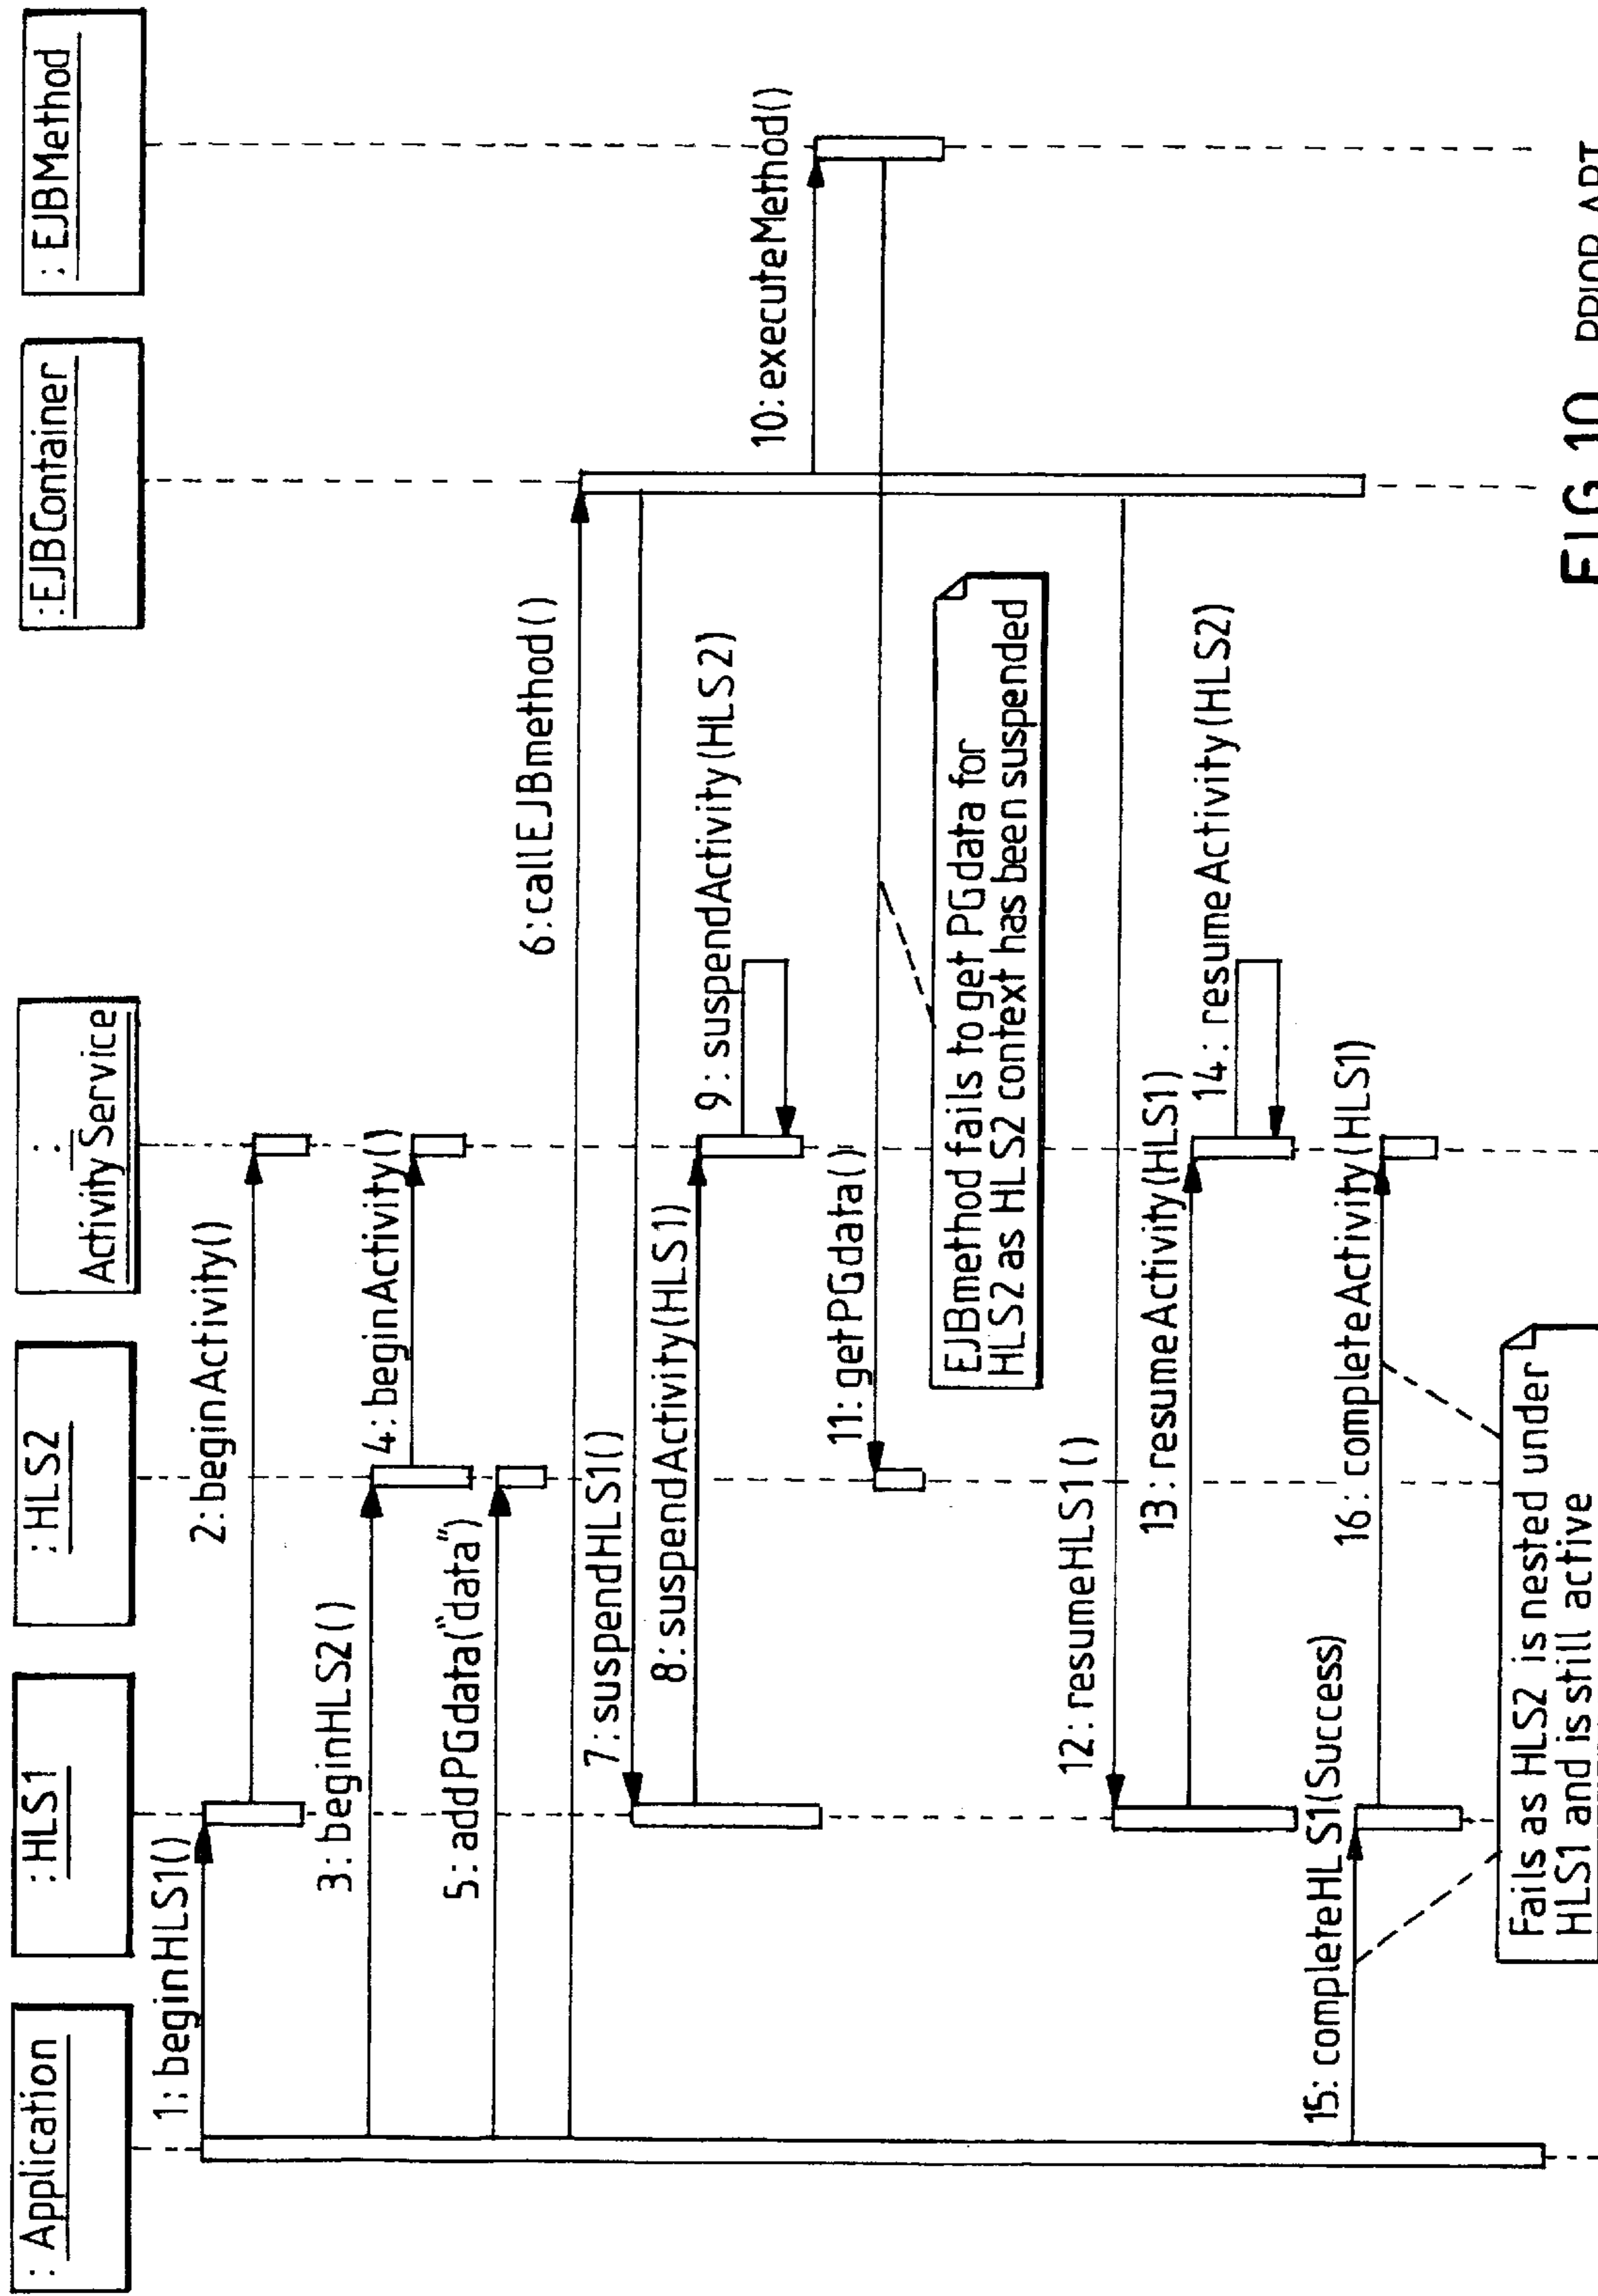 : Application
:HLS1
:HLS2
:
Activity Service
:EJBContainer
: EJBMethod
1: beginHLS1()
2: beginActivity()
3: beginHLS2()
4: beginActivity()
5: addPGdata("data")
6: callEJBmethod()
7: suspendHLS1()
8: suspendActivity(HLS1)
9: suspendActivity(HLS2)
10: executeMethod()
11: getPGdata()
EJBmethod fails to get PGdata for
HLS2 as HLS2 context has been suspended
12: resumeHLS1()
13: resumeActivity(HLS1)
14: resumeActivity(HLS2)
15: completeHLS1(Success)
16: completeActivity(HLS1)
Fails as HLS2 is nested under
HLS1 and is still active
FIG 10 PRIOR ART